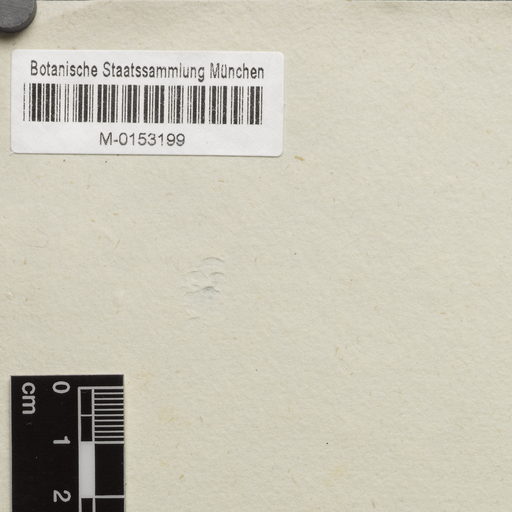 Botanische Staatssammlung München
M-0153199
0
cm
1
2